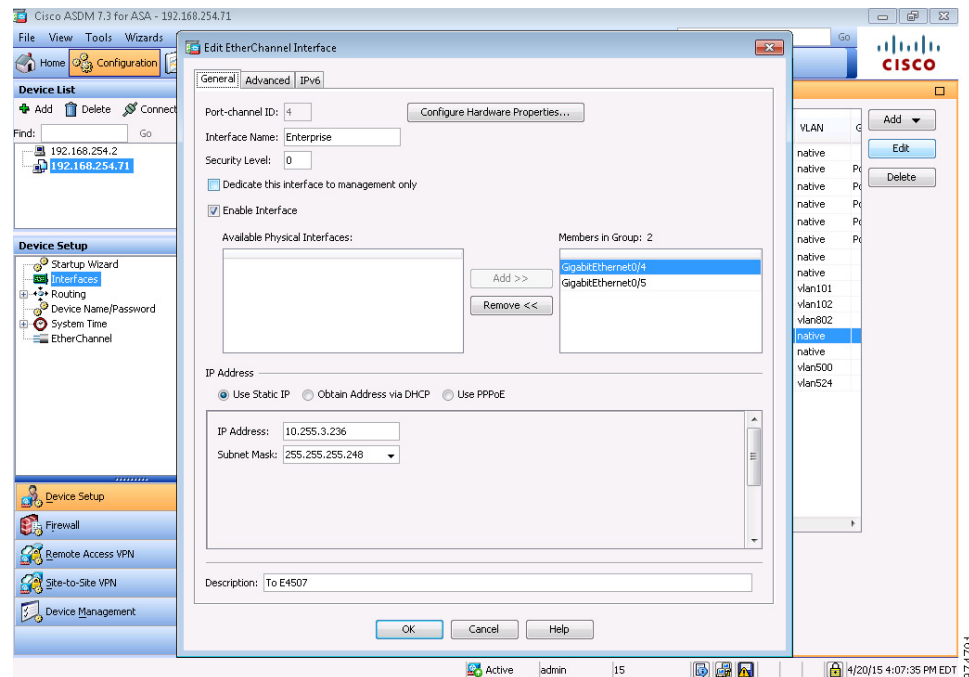 Cisco ASDM 7.3 for ASA - 192.168.254.71
File View Tools Wizards
Go
Home Configuration
CISCO
Device List
Add Delete Connect
Find: Go
192.168.254.2
192.168.254.71
Device Setup
Startup Wizard
Interfaces
Routing
Device Name/Password
System Time
EtherChannel
Device Setup
Firewall
Remote Access VPN
Site-to-Site VPN
Device Management
Edit EtherChannel Interface
General Advanced IPv6
Port-channel ID: 4 Configure Hardware Properties...
Interface Name: Enterprise
Security Level: 0
Dedicate this interface to management only
Enable Interface
Available Physical Interfaces: Members in Group: 2
GigabitEthernet0/4
GigabitEthernet0/5
Add >>
Remove <<
IP Address
Use Static IP Obtain Address via DHCP Use PPPoE
IP Address: 10.255.3.236
Subnet Mask: 255.255.255.248
Description: To E4507
OK Cancel Help
VLAN G
native
native Po
native Po
native Po
native Po
native Po
native
native
vlan101
vlan102
vlan802
native
native
vlan500
vlan524
Add
Edit
Delete
Active admin 15 4/20/15 4:07:35 PM EDT